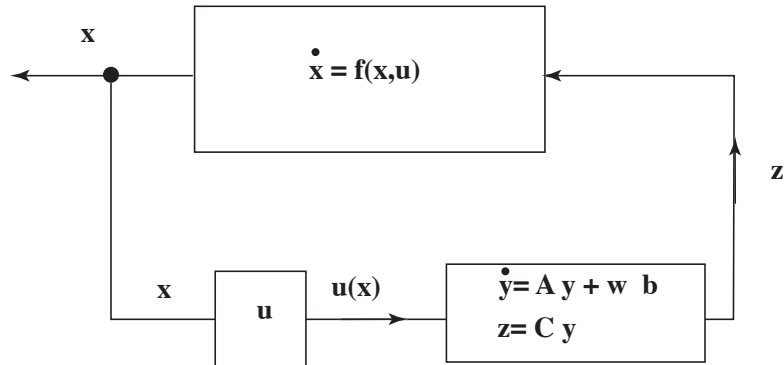 x
ẋ = f(x,u)
z
x
u
u(x)
ẏ= A y + w b
z= C y